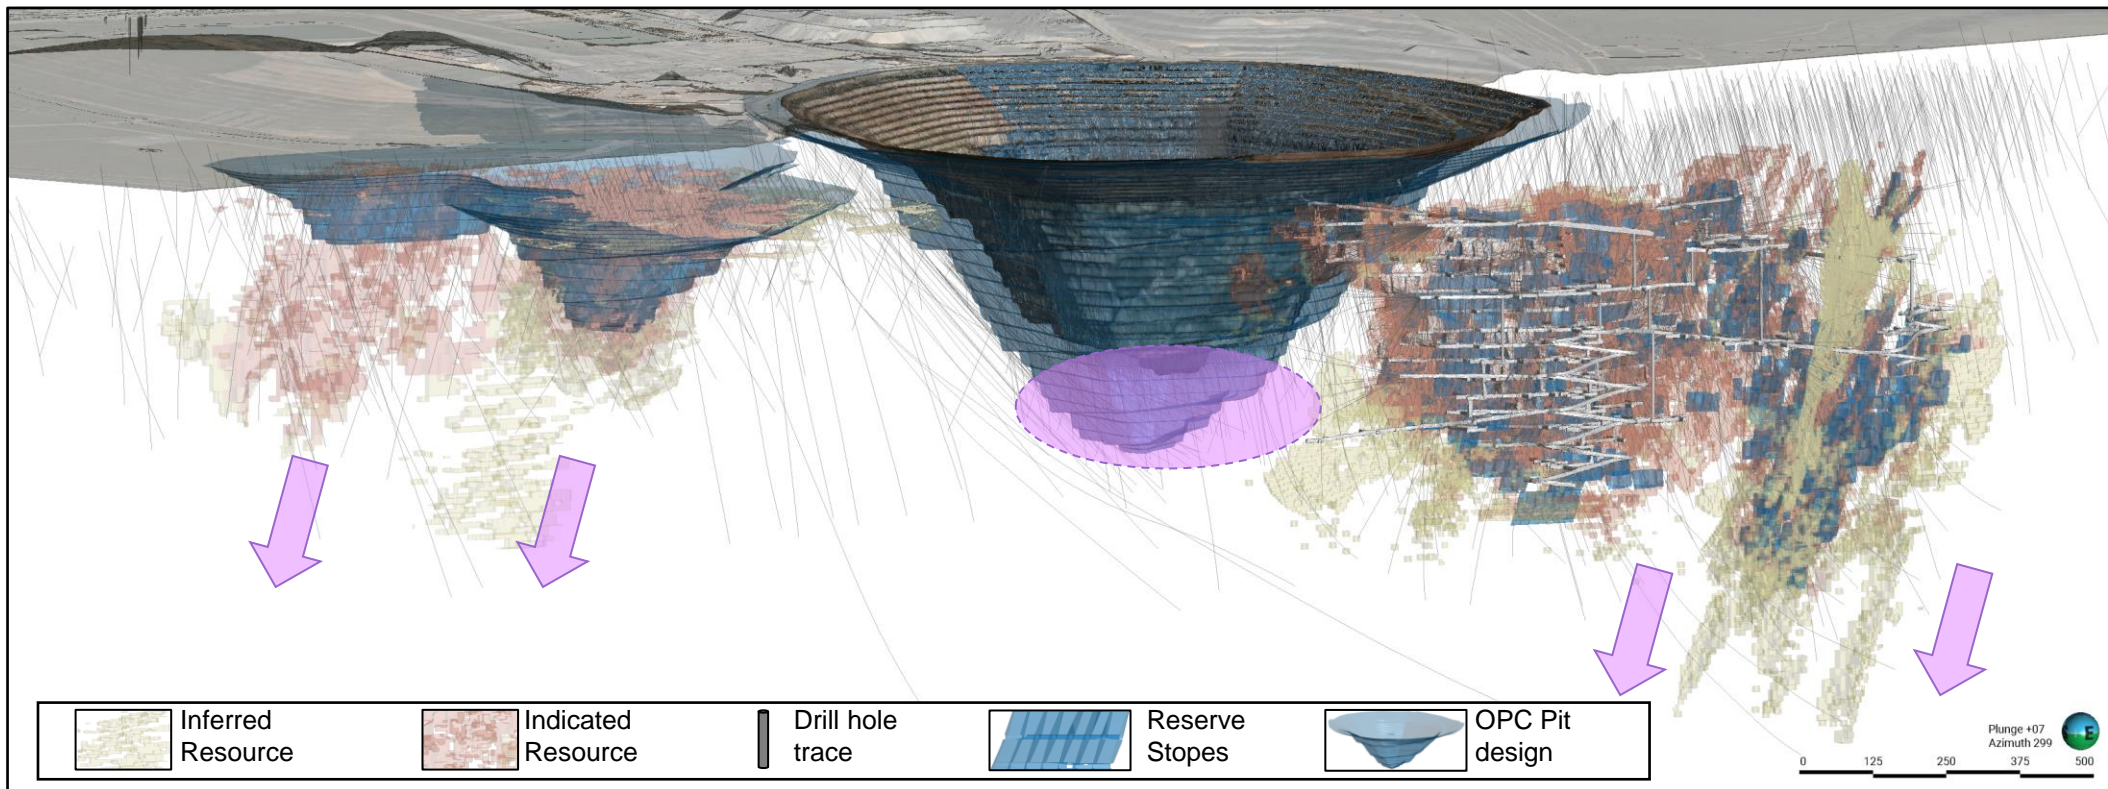 Inferred
Resource
Indicated
Resource
Drill hole
trace
Reserve
Stopes
OPC Pit
design
Plunge +07
Azimuth 299
E
0 125 250 375 500